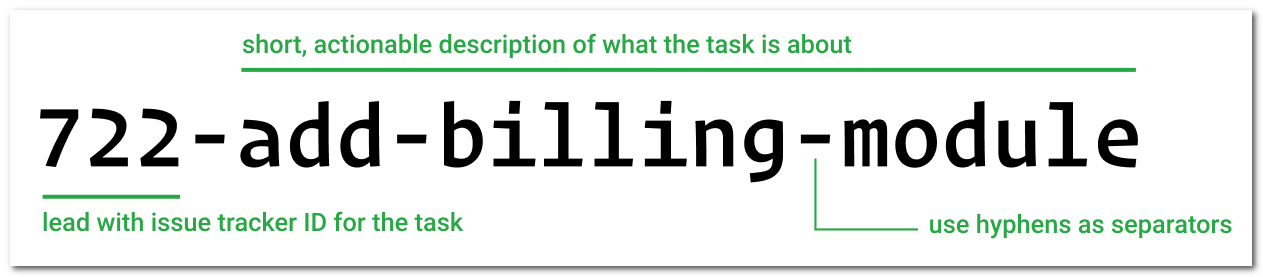 short, actionable description of what the task is about
722-add-billing-module
lead with issue tracker ID for the task
use hyphens as separators